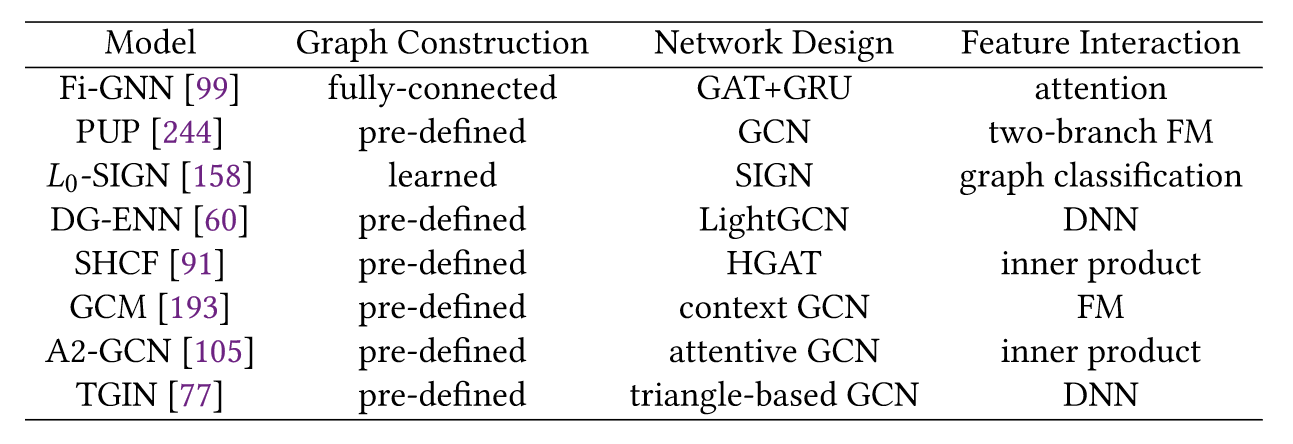 Model Graph Construction Network Design Feature Interaction
Fi-GNN [99] fully-connected GAT+GRU attention
PUP [244] pre-defined GCN two-branch FM
L0-SIGN [158] learned SIGN graph classification
DG-ENN [60] pre-defined LightGCN DNN
SHCF [91] pre-defined HGAT inner product
GCM [193] pre-defined context GCN FM
A2-GCN [105] pre-defined attentive GCN inner product
TGIN [77] pre-defined triangle-based GCN DNN